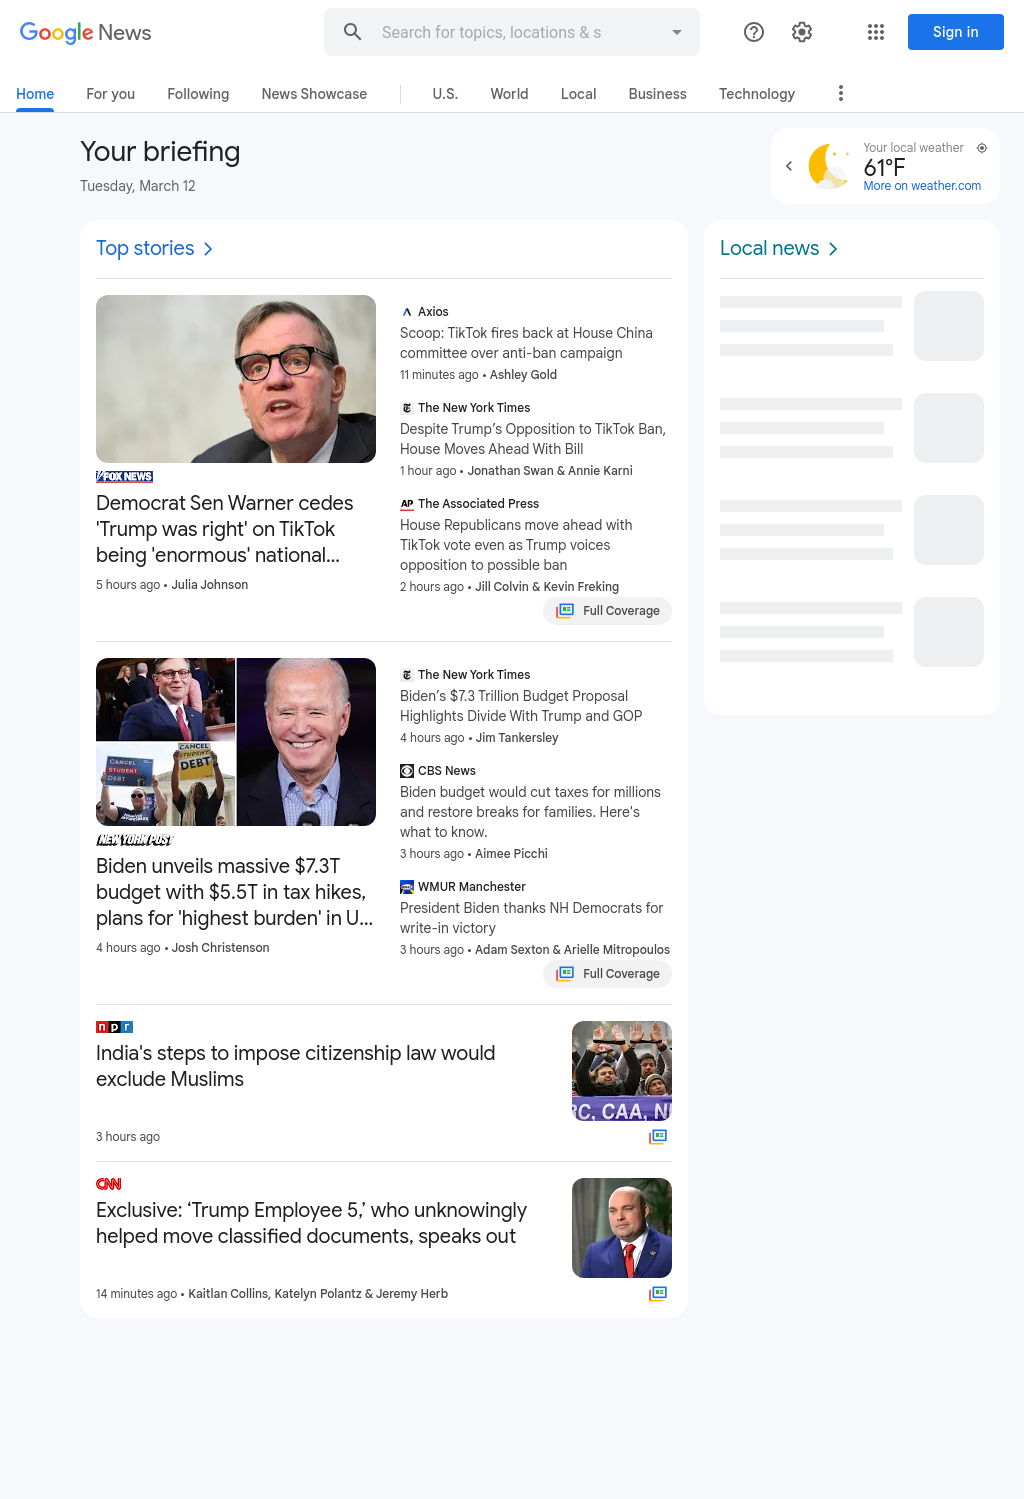 Google News
Search for topics, locations & s
Sign in
Home
For you
Following
News Showcase
U.S.
World
Local
Business
Technology
Your briefing
Tuesday, March 12
Your local weather
61°F
More on weather.com
Top stories
FOX NEWS
Democrat Sen Warner cedes
'Trump was right' on TikTok
being 'enormous' national...
5 hours ago • Julia Johnson
Axios
Scoop: TikTok fires back at House China
committee over anti-ban campaign
11 minutes ago • Ashley Gold
The New York Times
Despite Trump’s Opposition to TikTok Ban,
House Moves Ahead With Bill
1 hour ago • Jonathan Swan & Annie Karni
AP The Associated Press
House Republicans move ahead with
TikTok vote even as Trump voices
opposition to possible ban
2 hours ago • Jill Colvin & Kevin Freking
Full Coverage
CANCEL
STUDENT
DEBT
CANCEL
STUDENT
DEBT
NEW YORK POST
Biden unveils massive $7.3T
budget with $5.5T in tax hikes,
plans for 'highest burden' in U...
4 hours ago • Josh Christenson
The New York Times
Biden’s $7.3 Trillion Budget Proposal
Highlights Divide With Trump and GOP
4 hours ago • Jim Tankersley
CBS News
Biden budget would cut taxes for millions
and restore breaks for families. Here's
what to know.
3 hours ago • Aimee Picchi
WMUR Manchester
President Biden thanks NH Democrats for
write-in victory
3 hours ago • Adam Sexton & Arielle Mitropoulos
Full Coverage
npr
India's steps to impose citizenship law would
exclude Muslims
3 hours ago
RC, CAA, N
CNN
Exclusive: ‘Trump Employee 5,’ who unknowingly
helped move classified documents, speaks out
14 minutes ago • Kaitlan Collins, Katelyn Polantz & Jeremy Herb
Local news